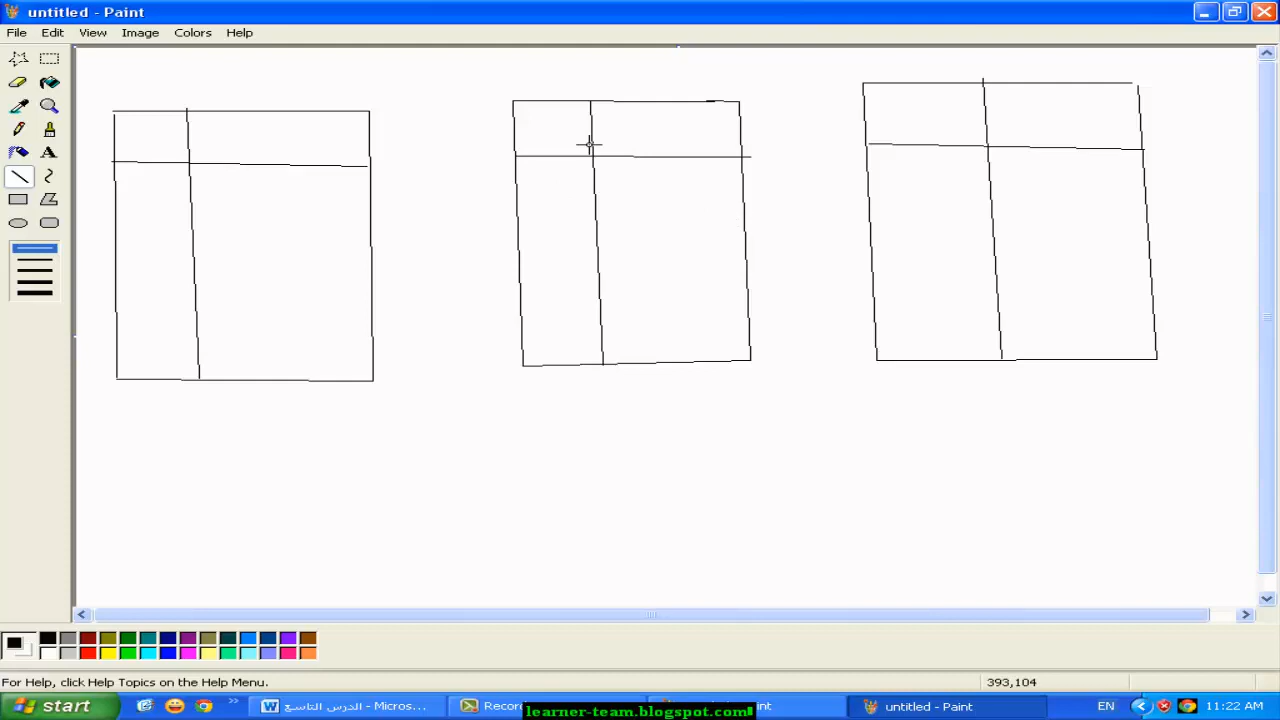 untitled - Paint
File Edit View Image Colors Help
A
For Help, click Help Topics on the Help Menu.
393,104
start
الدرس التاسع - Micros...
Recor
int
untitled - Paint
EN
11:22 AM
learner-team.blogspot.com